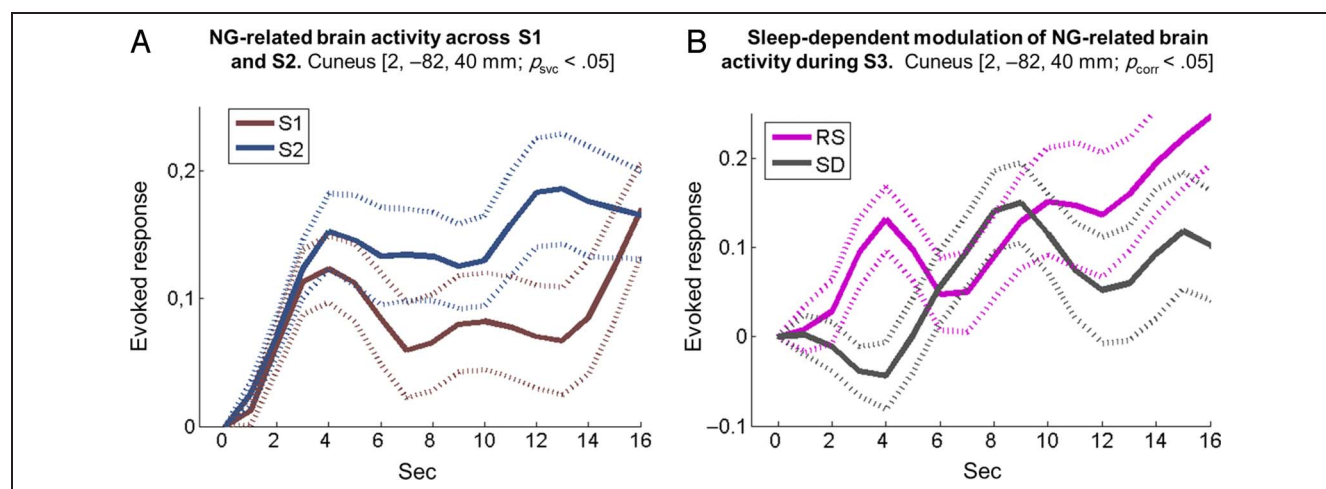 A
NG-related brain activity across S1
and S2. Cuneus [2, –82, 40 mm; psvc < .05]
S1
S2
Evoked response
0,2
0,1
0
0 2 4 6 8 10 12 14 16
Sec
B
Sleep-dependent modulation of NG-related brain
activity during S3. Cuneus [2, –82, 40 mm; pcorr < .05]
RS
SD
Evoked response
0.2
0.1
0
–0.1
0 2 4 6 8 10 12 14 16
Sec